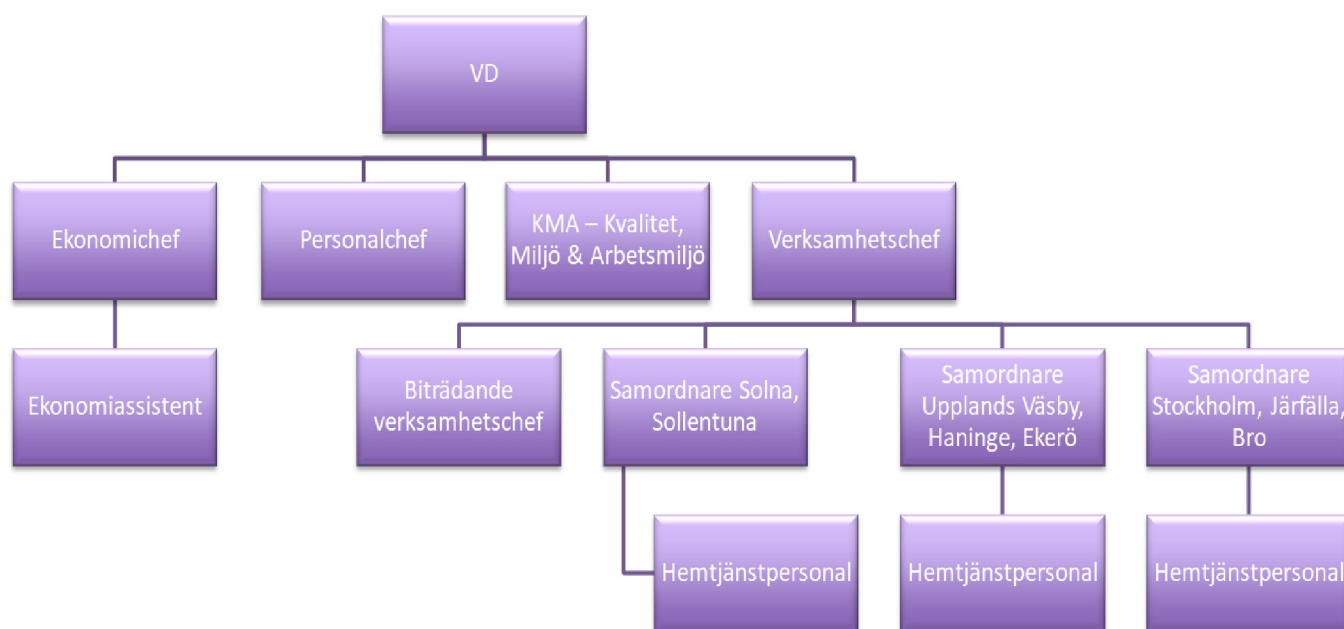 VD
Ekonomichef
Personalchef
KMA – Kvalitet,
Miljö & Arbetsmiljö
Verksamhetschef
Ekonomiassistent
Biträdande
verksamhetschef
Samordnare Solna,
Sollentuna
Samordnare
Upplands Väsby,
Haninge, Ekerö
Samordnare
Stockholm, Järfälla,
Bro
Hemtjänstpersonal
Hemtjänstpersonal
Hemtjänstpersonal